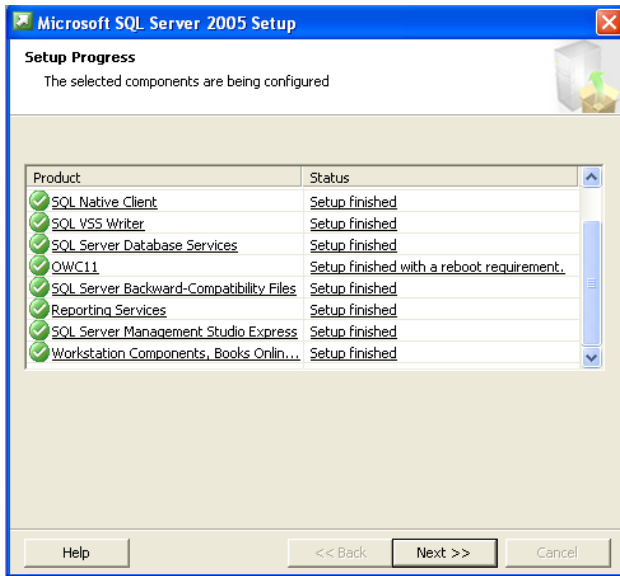 Microsoft SQL Server 2005 Setup
Setup Progress
The selected components are being configured
Product Status
SQL Native Client Setup finished
SQL VSS Writer Setup finished
SQL Server Database Services Setup finished
OWC11 Setup finished with a reboot requirement.
SQL Server Backward-Compatibility Files Setup finished
Reporting Services Setup finished
SQL Server Management Studio Express Setup finished
Workstation Components, Books Onlin... Setup finished
Help << Back Next >> Cancel